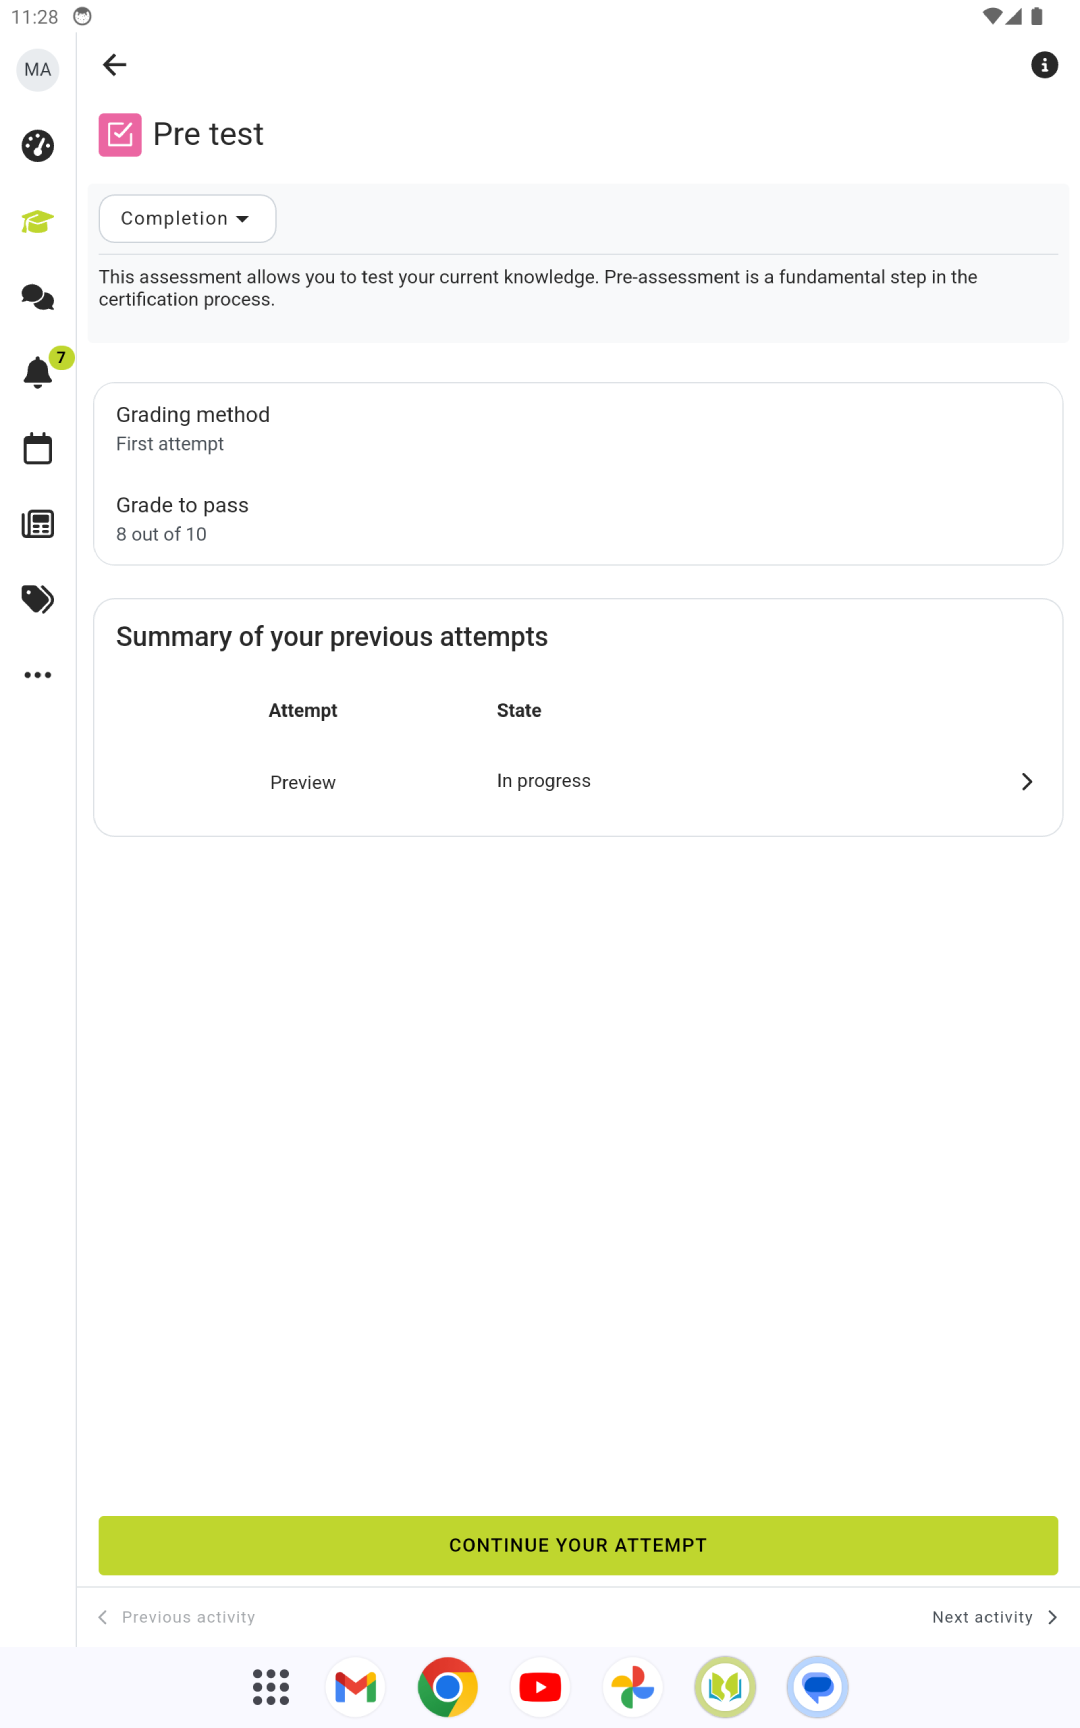 11:28
MA
Pre test
Completion
This assessment allows you to test your current knowledge. Pre-assessment is a fundamental step in the
certification process.
7
Grading method
First attempt
Grade to pass
8 out of 10
Summary of your previous attempts
Attempt State
Preview In progress
CONTINUE YOUR ATTEMPT
Previous activity Next activity